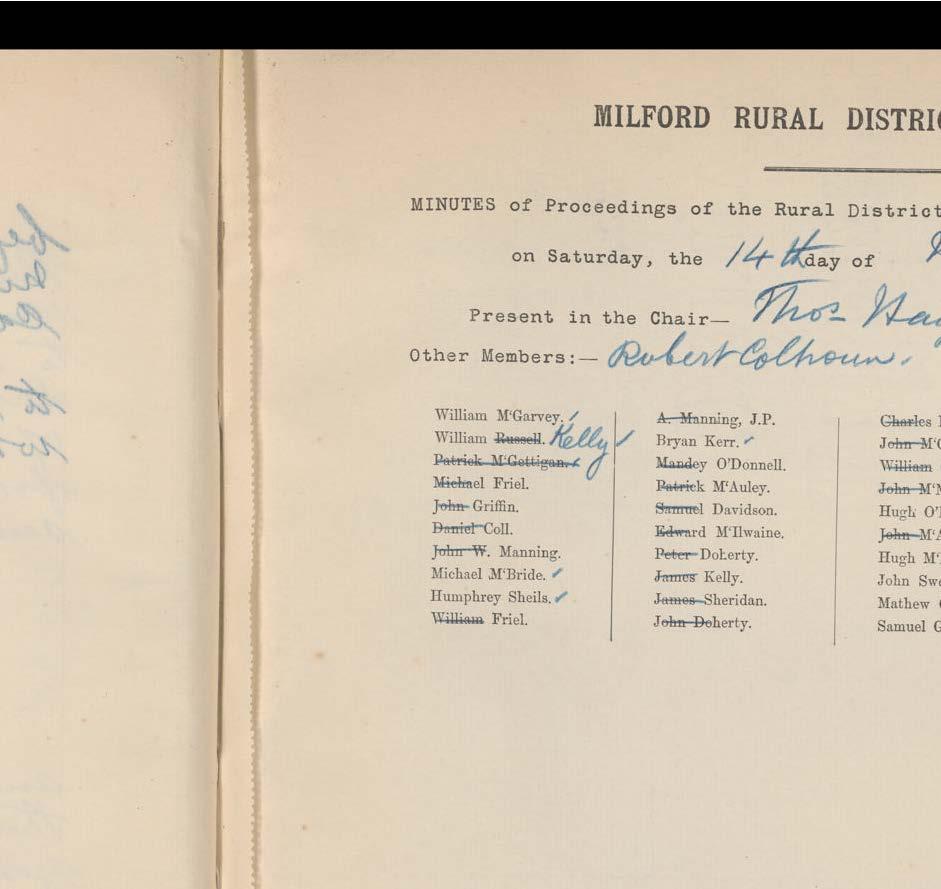 MILFORD RURAL
MINUTES of Proceedings of the Rural District
on Saturday, the 14th day of
Present in the Chair— Thos
Other Members:— Robert Colhoun.
William M'Garvey.
William Russell. Kelly
Patrick M'Gettigan.
Michael Friel.
John Griffin.
Daniel Coll.
John W. Manning.
Michael M'Bride.
Humphrey Sheils.
William Friel.
A. Manning, J.P.
Bryan Kerr.
Mandey O'Donnell.
Patrick M'Auley.
Samuel Davidson.
Edward M'Ilwaine.
Peter Doherty.
James Kelly.
James Sheridan.
John Doherty.
Charles
John
William
John
Hugh
John
Hugh
John
Mathew
Samuel